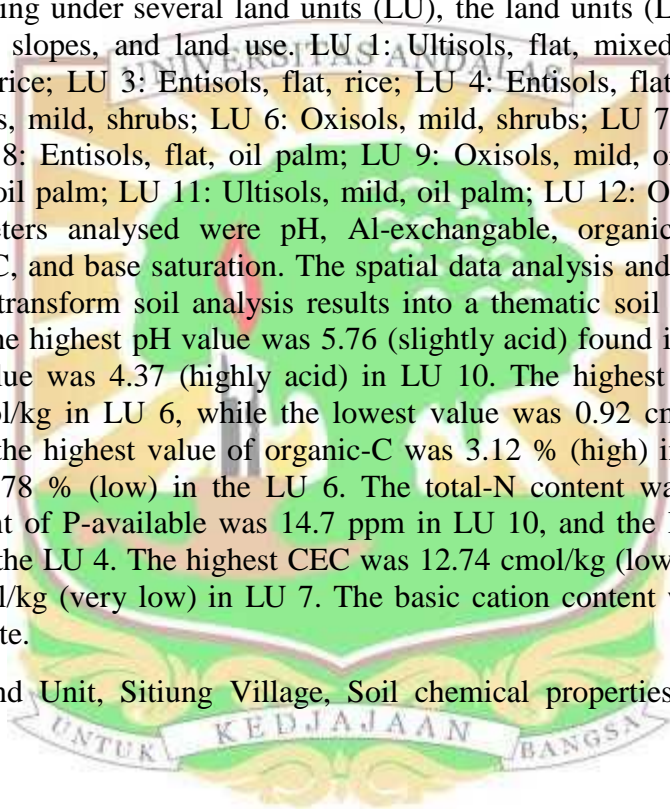 ing under several land units (LU), the land units (L
slopes, and land use. LU 1: Ultisols, flat, mixed
UNIVERSITAS ANDALAS
rice; LU 3: Entisols, flat, rice; LU 4: Entisols, flat
s, mild, shrubs; LU 6: Oxisols, mild, shrubs; LU 7
8: Entisols, flat, oil palm; LU 9: Oxisols, mild, o
oil palm; LU 11: Ultisols, mild, oil palm; LU 12: O
eters analysed were pH, Al-exchangable, organic
C, and base saturation. The spatial data analysis and
transform soil analysis results into a thematic soil
he highest pH value was 5.76 (slightly acid) found i
lue was 4.37 (highly acid) in LU 10. The highest
ol/kg in LU 6, while the lowest value was 0.92 cm
the highest value of organic-C was 3.12 % (high) i
78 % (low) in the LU 6. The total-N content wa
nt of P-available was 14.7 ppm in LU 10, and the
the LU 4. The highest CEC was 12.74 cmol/kg (low
l/kg (very low) in LU 7. The basic cation content
te.
nd Unit, Sitiung Village, Soil chemical properties
UNTUK KEDJAJAAN BANGSA